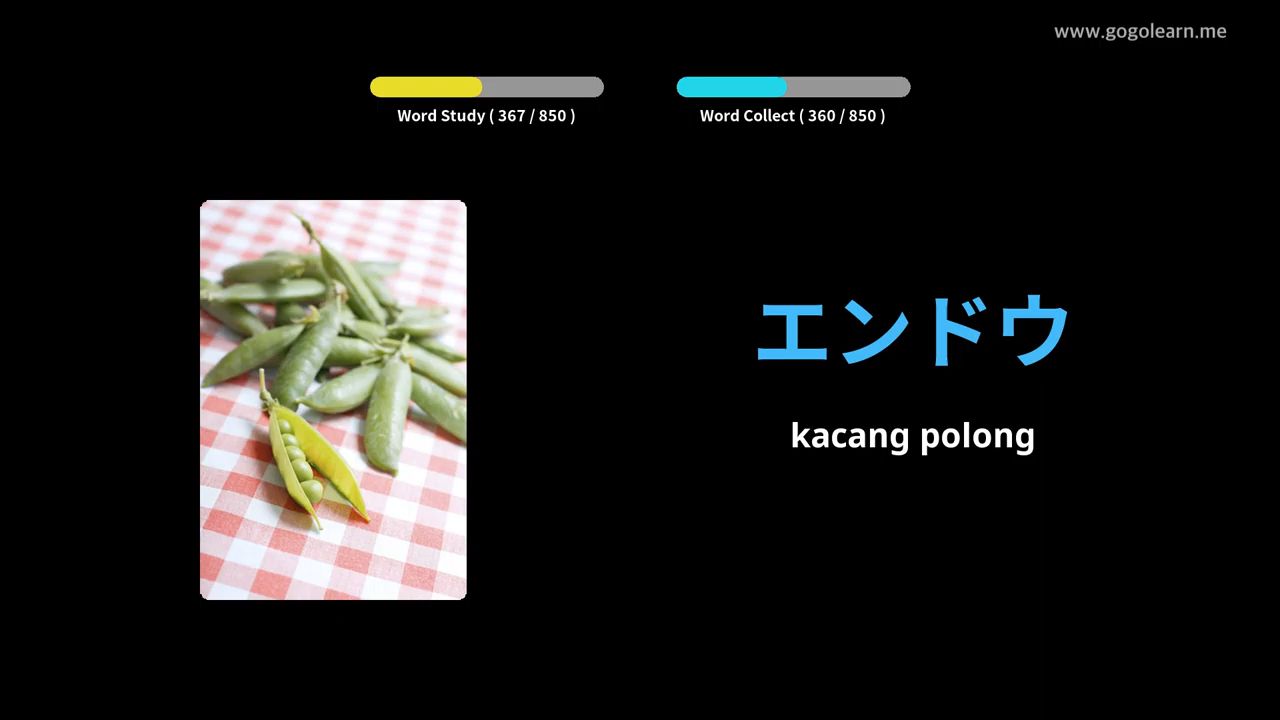 www.gogolearn.me
Word Study ( 367 / 850 )
Word Collect ( 360 / 850 )
エンドウ
kacang polong